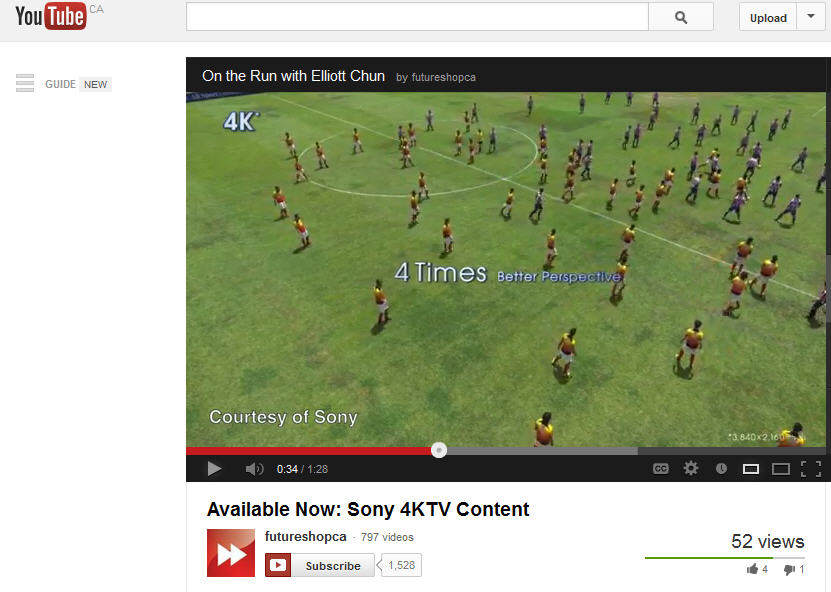 YouTube CA
Upload
GUIDE NEW
On the Run with Elliott Chun by futureshopca
4K
4 Times Better Perspective
Courtesy of Sony
*3,840×2,160
0:34 / 1:28
CC
Available Now: Sony 4KTV Content
futureshopca · 797 videos
Subscribe 1,528
52 views
4 1